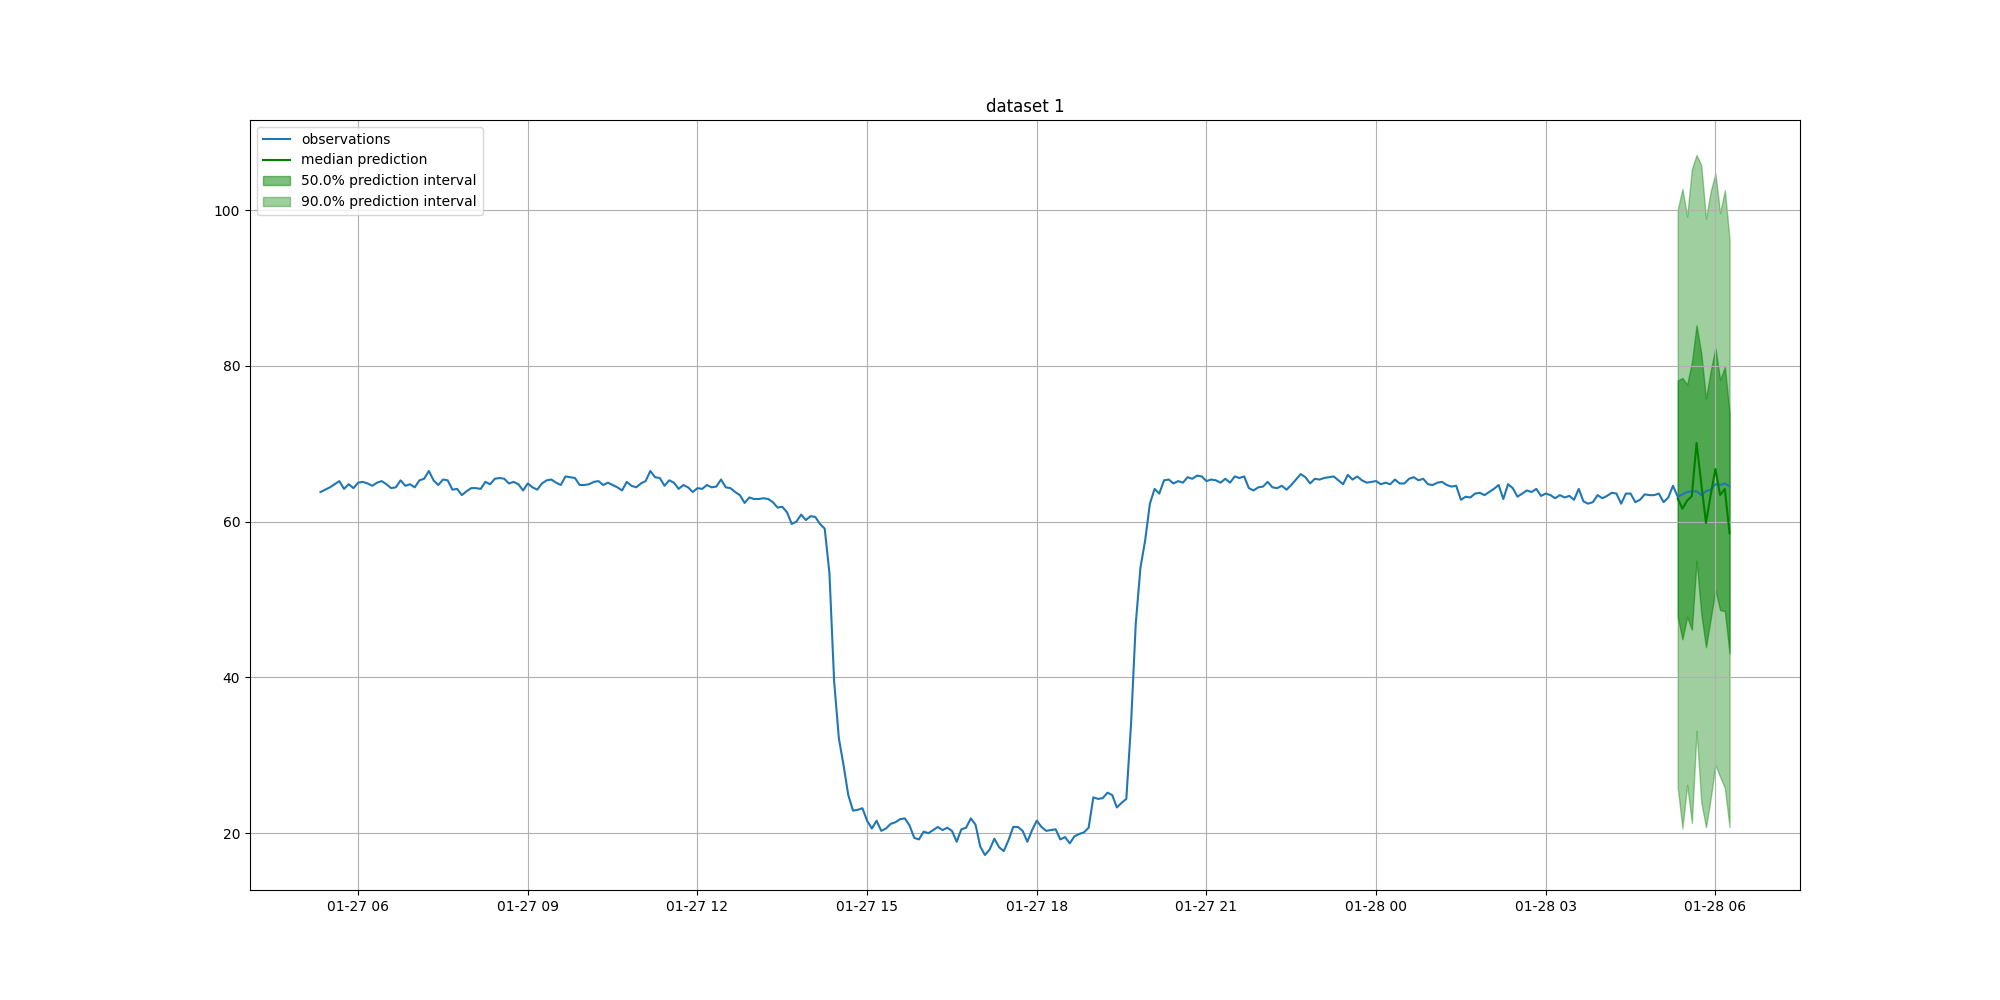 dataset 1
observations
median prediction
50.0% prediction interval
90.0% prediction interval
100
80
60
40
20
01-27 06 01-27 09 01-27 12 01-27 15 01-27 18 01-27 21 01-28 00 01-28 03 01-28 06